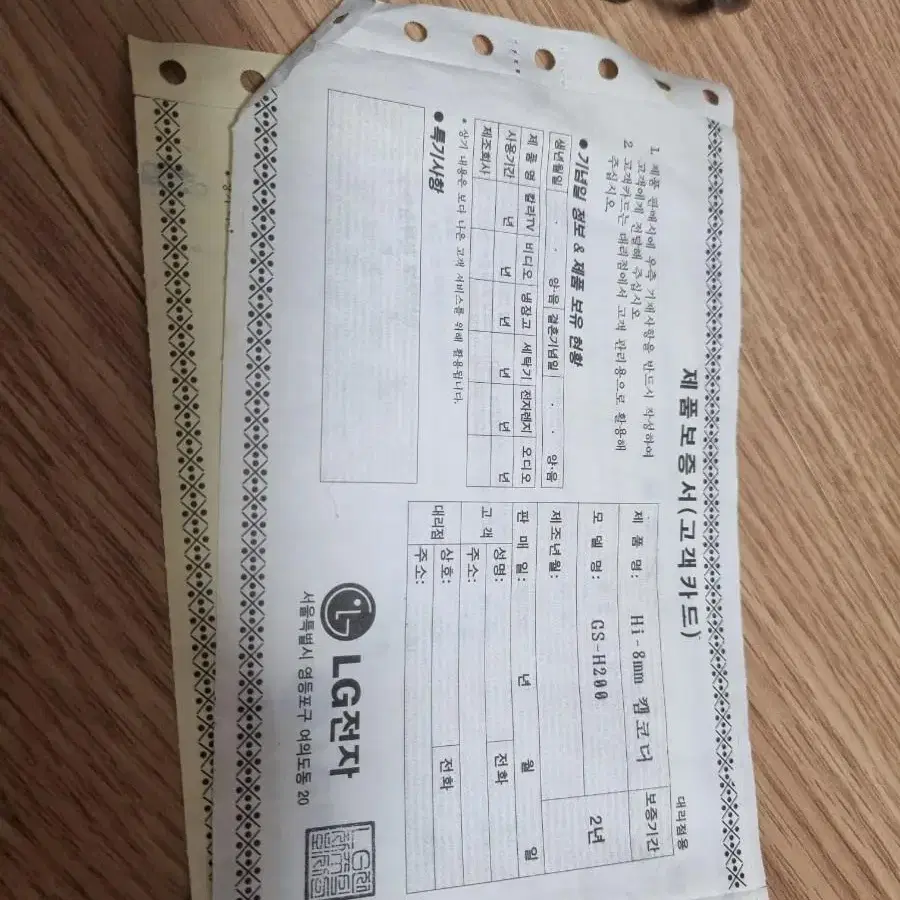 제품보증서(고객카드)
대리점용
1. 제품 판매시에 우측 기재사항을 반드시 작성하여
고객에게 전달해 주십시오
2 고객카드는 대리점에서 고객 관리용으로 활용해
주십시오.
● 기념일 정보 & 제품 보유 현황
생년월일 . . 양·음 결혼기념일 . . 양·음
제 품 명 컬러TV 비디오 냉장고 세탁기 전자렌지 오디오
사용기간 년 년 년 년 년 년
제조회사
* 장기 내용은 보다 나은 고객 서비스를 위해 활용됩니다.
● 특기사항
제 품 명: Hi-8mm 캠코더 보증기간
모 델 명: GS-H200 2년
제조년월:
판 매 일: 년 월 일
고 객 성명: 전화
주소:
대리점 상호: 전화
주소:
LG전자
서울특별시 영등포구 여의도동 20